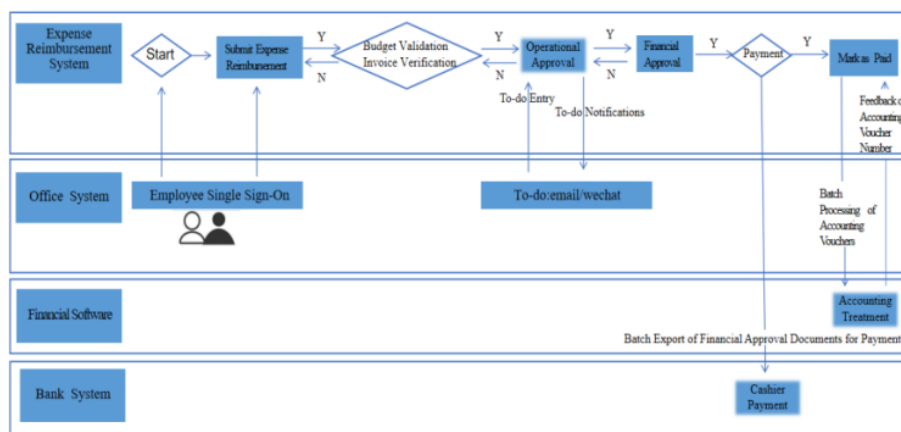 Expense
Reimbursement
System
Start
Submit Expense
Reimbursement
Y
N
Budget Validation
Invoice Verification
Y
N
Operational
Approval
Y
N
Financial
Approval
Y
Payment
Y
Mark as Paid
To-do Entry
To-do Notifications
Feedback of
Accounting
Voucher
Number
Office System
Employee Single Sign-On
To-do:email/wechat
Batch
Processing of
Accounting
Vouchers
Financial Software
Accounting
Treatment
Batch Export of Financial Approval Documents for Payment
Bank System
Cashier
Payment